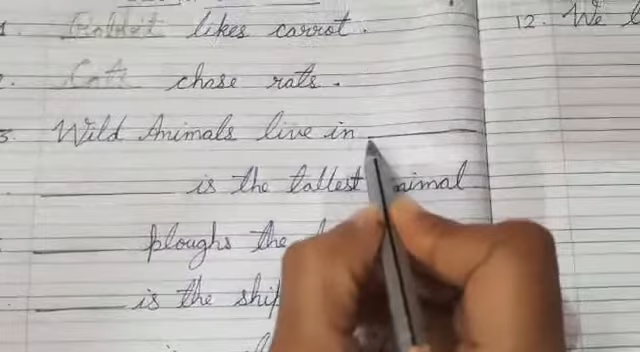 1. Rabbit likes carrot.
2. Cats chase rats.
3. Wild Animals live in
is the tallest animal
ploughs the
is the ship
12. We